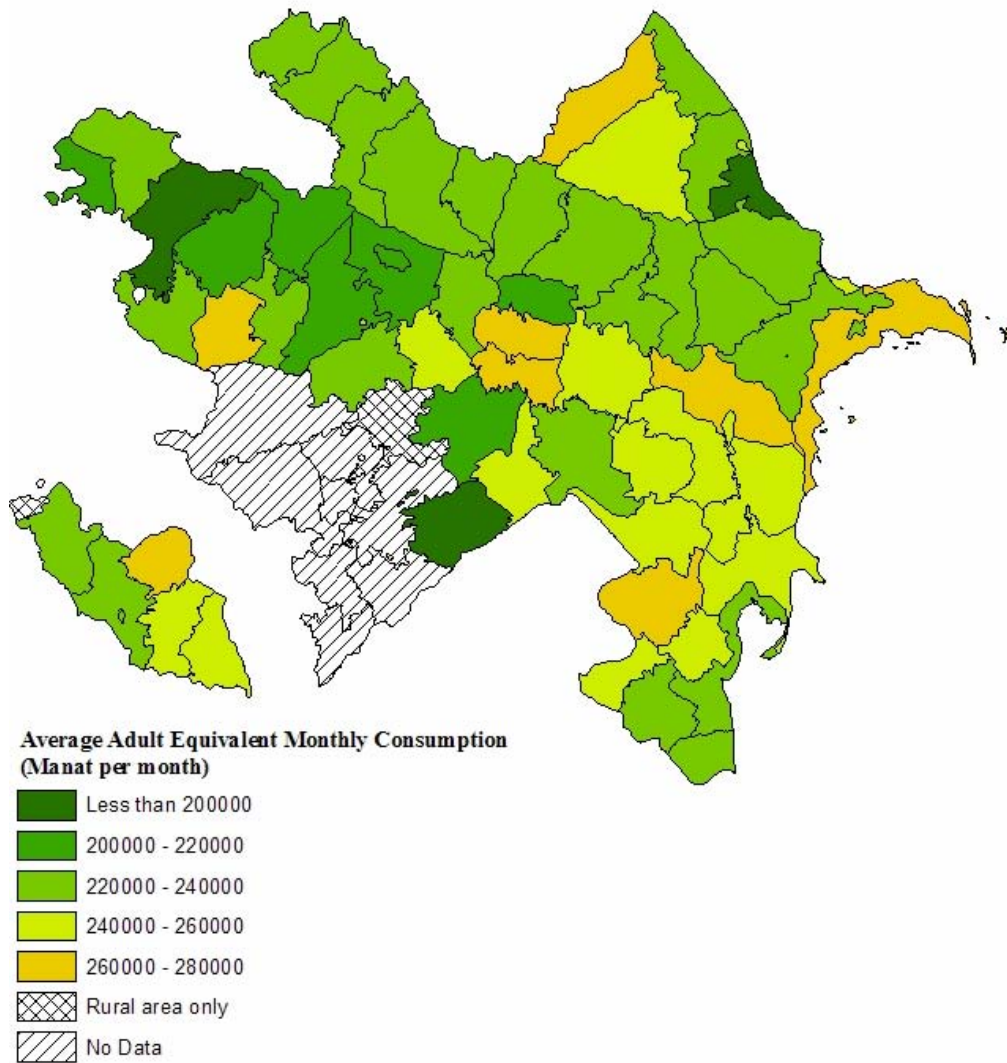 Average Adult Equivalent Monthly Consumption
(Manat per month)
Less than 200000
200000 - 220000
220000 - 240000
240000 - 260000
260000 - 280000
Rural area only
No Data